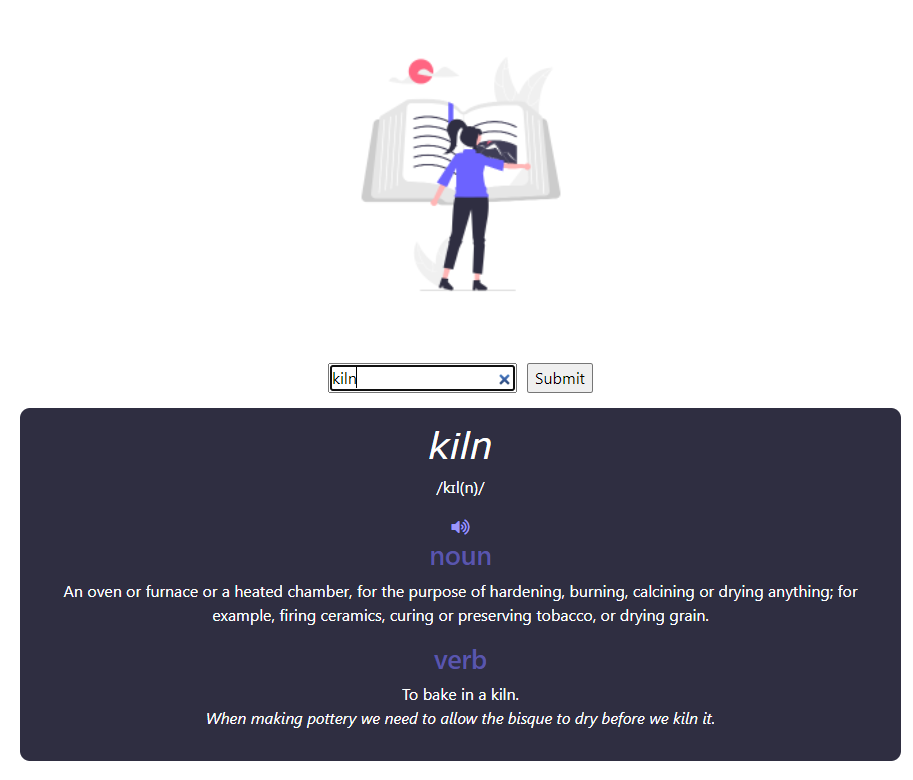 kiln
Submit
kiln
/kɪl(n)/
noun
An oven or furnace or a heated chamber, for the purpose of hardening, burning, calcining or drying anything; for
example, firing ceramics, curing or preserving tobacco, or drying grain.
verb
To bake in a kiln.
When making pottery we need to allow the bisque to dry before we kiln it.